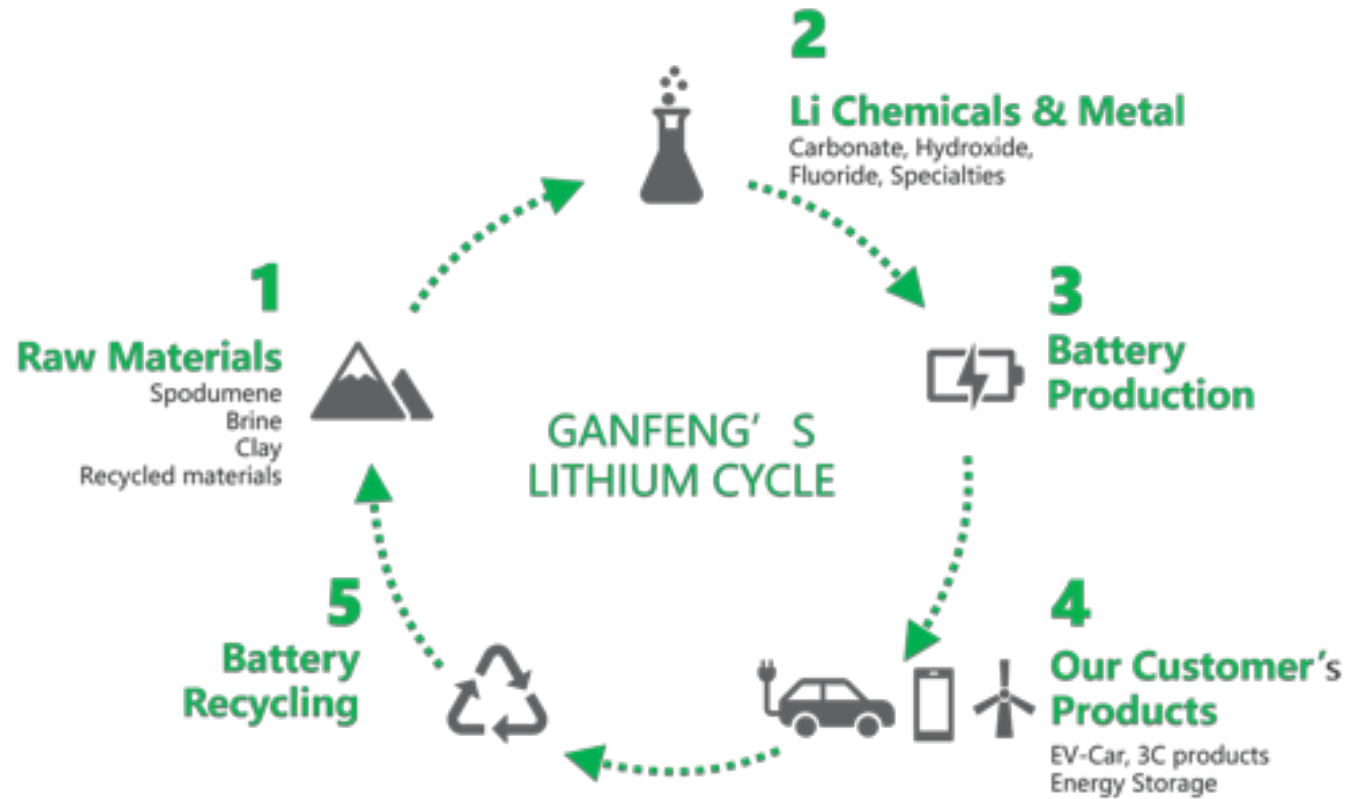 1
Raw Materials
Spodumene
Brine
Clay
Recycled materials
2
Li Chemicals & Metal
Carbonate, Hydroxide,
Fluoride, Specialties
3
Battery
Production
GANFENG’ S
LITHIUM CYCLE
4
Our Customer’s
Products
EV-Car, 3C products
Energy Storage
5
Battery
Recycling